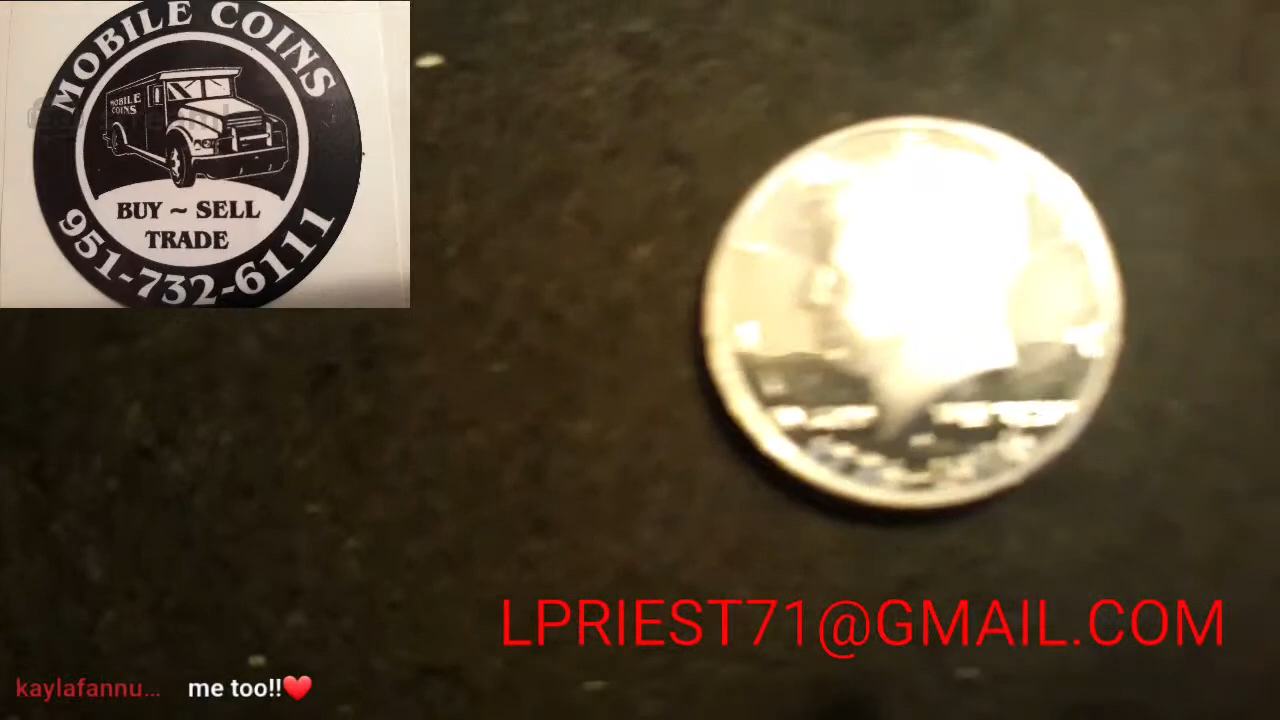 MOBILE COINS
MOBILE
COINS
BUY ~ SELL
TRADE
951-732-6111
LPRIEST71@GMAIL.COM
kaylafannu... me too!!❤️